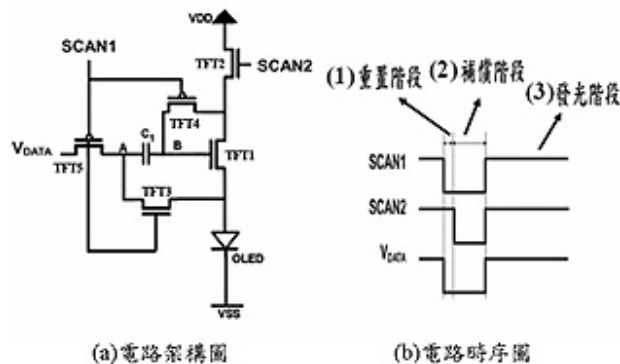 VDD
SCAN1
TFT2
SCAN2
TFT4
C1
VDATA
A
B
TFT1
TFT5
TFT3
OLED
VSS
(a)電路架構圖
(1)重置階段
(2)補償階段
(3)發光階段
SCAN1
SCAN2
VDATA
(b)電路時序圖